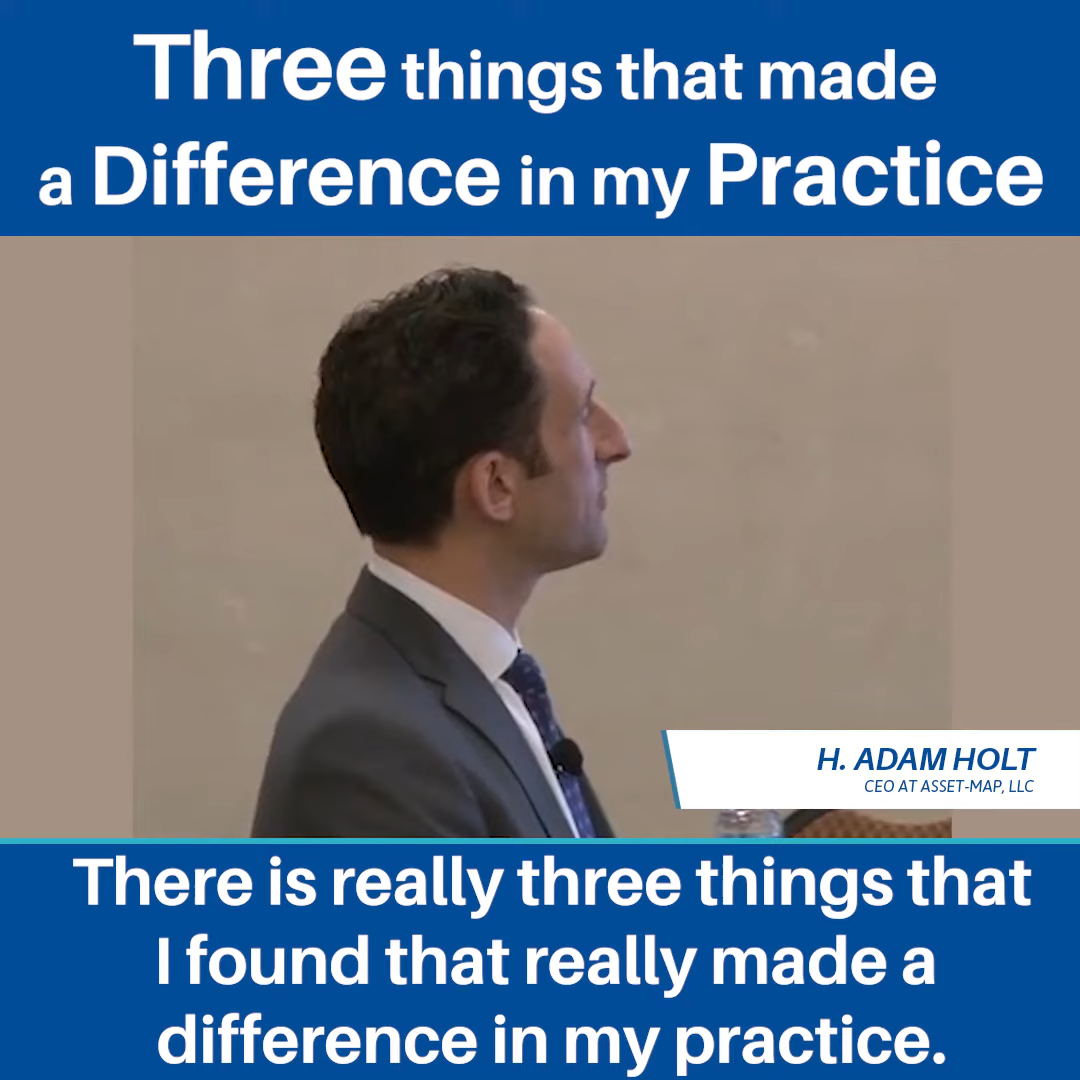 Three things that made
a Difference in my Practice
H. ADAM HOLT
CEO AT ASSET-MAP, LLC
There is really three things that
I found that really made a
difference in my practice.